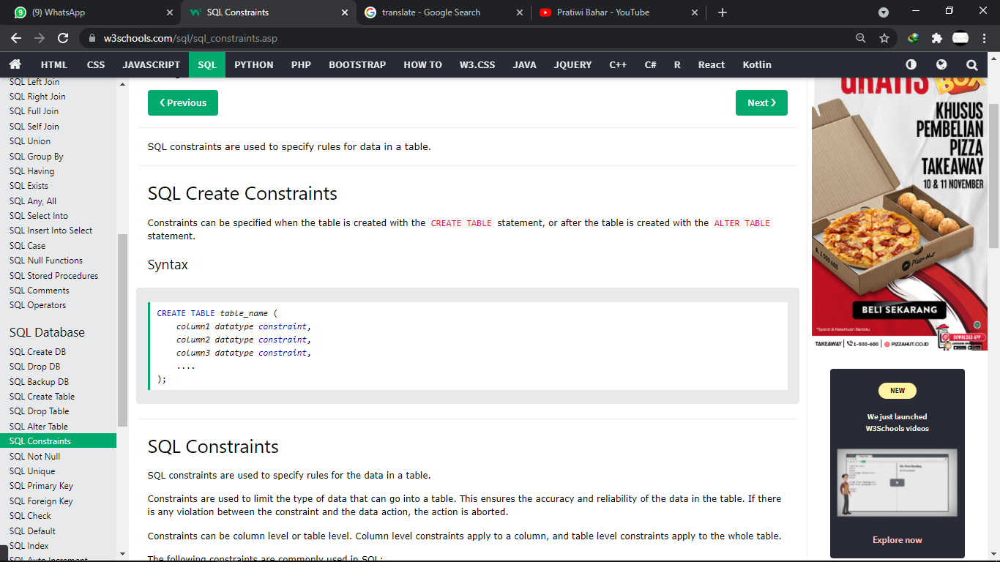 (9) WhatsApp
SQL Constraints
translate - Google Search
Pratiwi Bahar - YouTube
w3schools.com/sql/sql_constraints.asp
HTML CSS JAVASCRIPT SQL PYTHON PHP BOOTSTRAP HOW TO W3.CSS JAVA JQUERY C++ C# R React Kotlin
SQL Left Join
SQL Right Join
SQL Full Join
SQL Self Join
SQL Union
SQL Group By
SQL Having
SQL Exists
SQL Any, All
SQL Select Into
SQL Insert Into Select
SQL Case
SQL Null Functions
SQL Stored Procedures
SQL Comments
SQL Operators
SQL Database
SQL Create DB
SQL Drop DB
SQL Backup DB
SQL Create Table
SQL Drop Table
SQL Alter Table
SQL Constraints
SQL Not Null
SQL Unique
SQL Primary Key
SQL Foreign Key
SQL Check
SQL Default
SQL Index
SQL Auto Increment
❮ Previous
Next ❯
SQL constraints are used to specify rules for data in a table.
SQL Create Constraints
Constraints can be specified when the table is created with the CREATE TABLE statement, or after the table is created with the ALTER TABLE
statement.
Syntax
CREATE TABLE table_name (
column1 datatype constraint,
column2 datatype constraint,
column3 datatype constraint,
....
);
SQL Constraints
SQL constraints are used to specify rules for the data in a table.
Constraints are used to limit the type of data that can go into a table. This ensures the accuracy and reliability of the data in the table. If there
is any violation between the constraint and the data action, the action is aborted.
Constraints can be column level or table level. Column level constraints apply to a column, and table level constraints apply to the whole table.
The following constraints are commonly used in SQL:
GRATIS
BOX
KHUSUS
PEMBELIAN
PIZZA
TAKEAWAY
10 & 11 NOVEMBER
1 500 600
Pizza Hut
BELI SEKARANG
*Syarat & Ketentuan Berlaku
DOWNLOAD APP
TAKEAWAY | 1-500-600 | PIZZAHUT.CO.ID
NEW
We just launched
W3Schools videos
Explore now